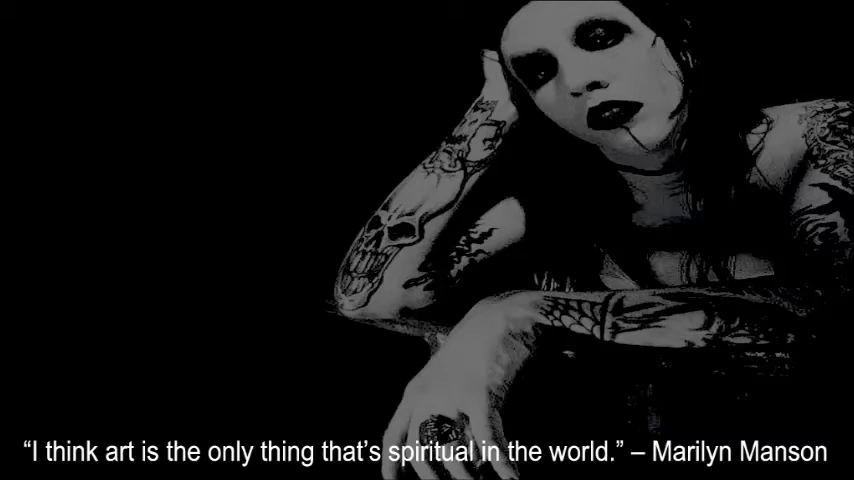 “I think art is the only thing that’s spiritual in the world.” – Marilyn Manson